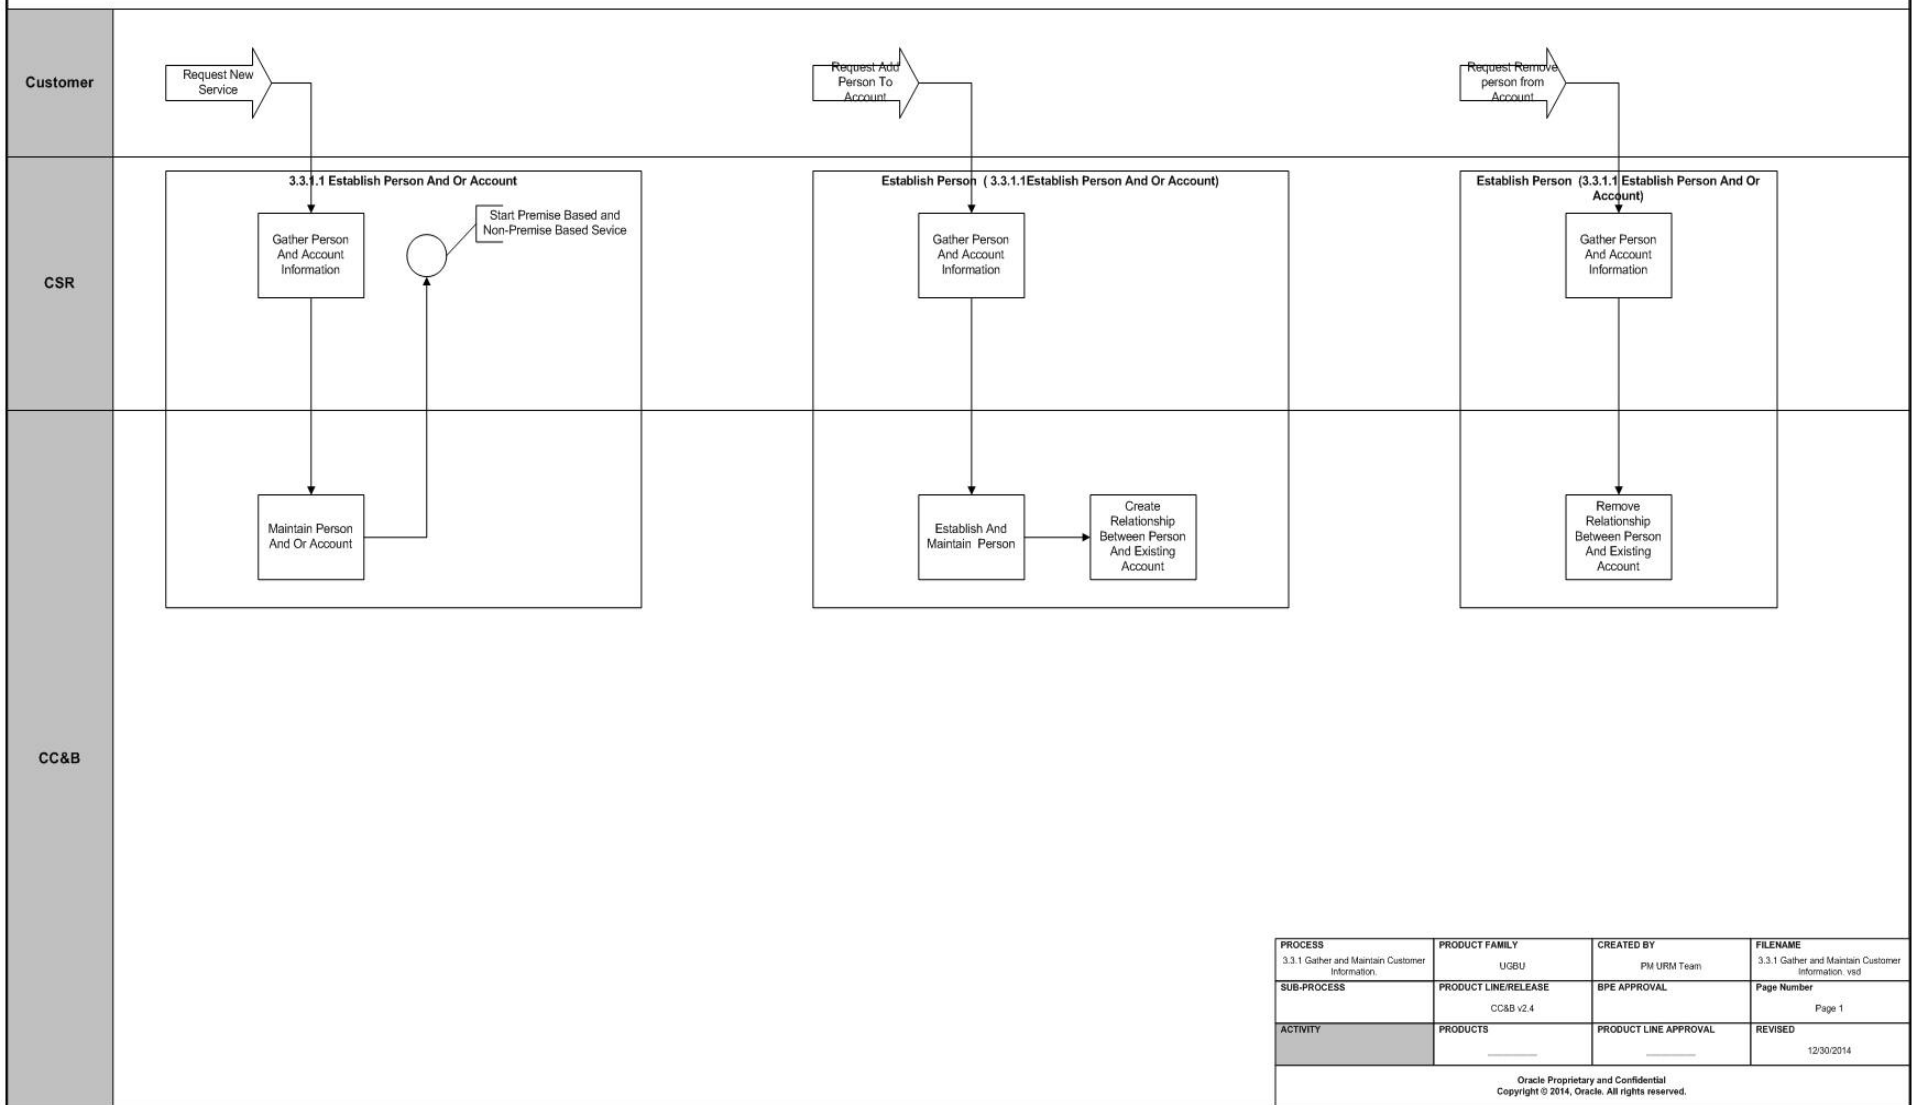 Customer
Request New
Service
Request Add
Person To
Account
Request Remove
person from
Account
CSR
3.3.1.1 Establish Person And Or Account
Gather Person
And Account
Information
Start Premise Based and
Non-Premise Based Sevice
Establish Person ( 3.3.1.1Establish Person And Or Account)
Gather Person
And Account
Information
Establish Person (3.3.1.1 Establish Person And Or
Account)
Gather Person
And Account
Information
CC&B
Maintain Person
And Or Account
Establish And
Maintain Person
Create
Relationship
Between Person
And Existing
Account
Remove
Relationship
Between Person
And Existing
Account
PROCESS
3.3.1 Gather and Maintain Customer
Information.
PRODUCT FAMILY
UGBU
CREATED BY
PM URM Team
FILENAME
3.3.1 Gather and Maintain Customer
Information. vsd
SUB-PROCESS
PRODUCT LINE/RELEASE
CC&B v2.4
BPE APPROVAL
Page Number
Page 1
ACTIVITY
PRODUCTS
PRODUCT LINE APPROVAL
REVISED
12/30/2014
Oracle Proprietary and Confidential
Copyright © 2014, Oracle. All rights reserved.